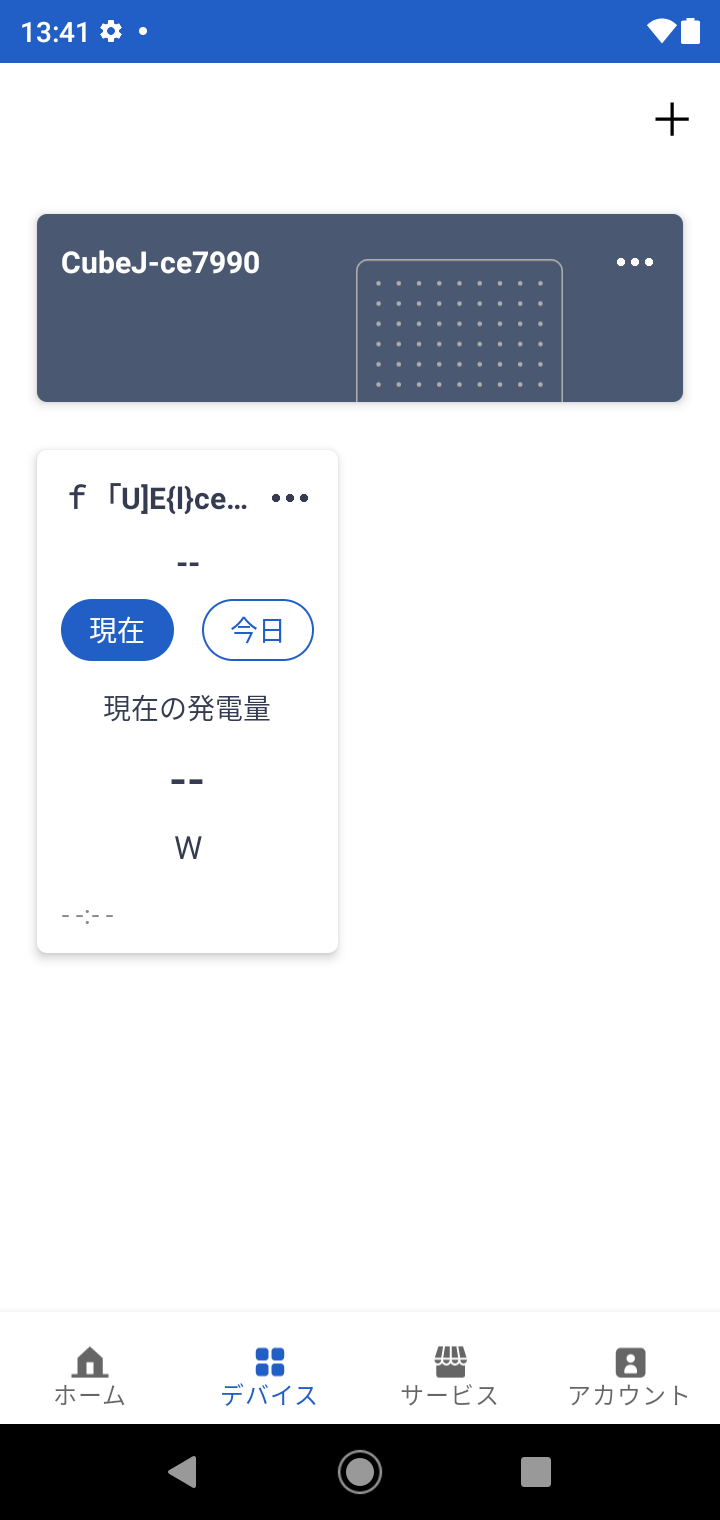 13:41
CubeJ-ce7990
f「U]E{I}ce...
--
現在 今日
現在の発電量
--
W
- -:- -
ホーム デバイス サービス アカウント